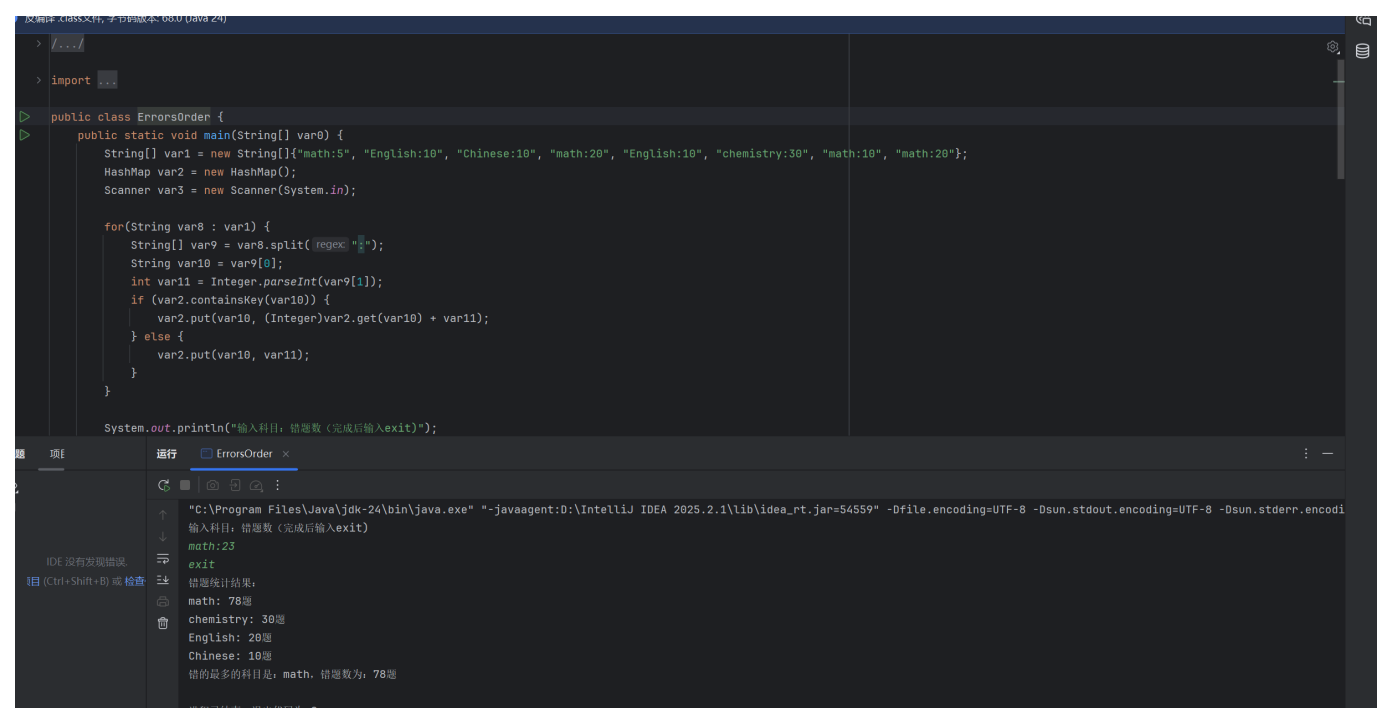 反编译 .class文件, 字节码版本: 68.0 (Java 24)
/.../
import ...
public class ErrorsOrder {
public static void main(String[] var0) {
String[] var1 = new String[]{"math:5", "English:10", "Chinese:10", "math:20", "English:10", "chemistry:30", "math:10", "math:20"};
HashMap var2 = new HashMap();
Scanner var3 = new Scanner(System.in);
for(String var8 : var1) {
String[] var9 = var8.split( regex: ":");
String var10 = var9[0];
int var11 = Integer.parseInt(var9[1]);
if (var2.containsKey(var10)) {
var2.put(var10, (Integer)var2.get(var10) + var11);
} else {
var2.put(var10, var11);
}
}
System.out.println("输入科目：错题数（完成后输入exit)");
题 项目 运行 ErrorsOrder
"C:\Program Files\Java\jdk-24\bin\java.exe" "-javaagent:D:\IntelliJ IDEA 2025.2.1\lib\idea_rt.jar=54559" -Dfile.encoding=UTF-8 -Dsun.stdout.encoding=UTF-8 -Dsun.stderr.encodi
输入科目：错题数（完成后输入exit)
math:23
exit
IDE 没有发现错误.
项目 (Ctrl+Shift+B) 或 检查
错题统计结果：
math: 78题
chemistry: 30题
English: 20题
Chinese: 10题
错的最多的科目是：math，错题数为：78题